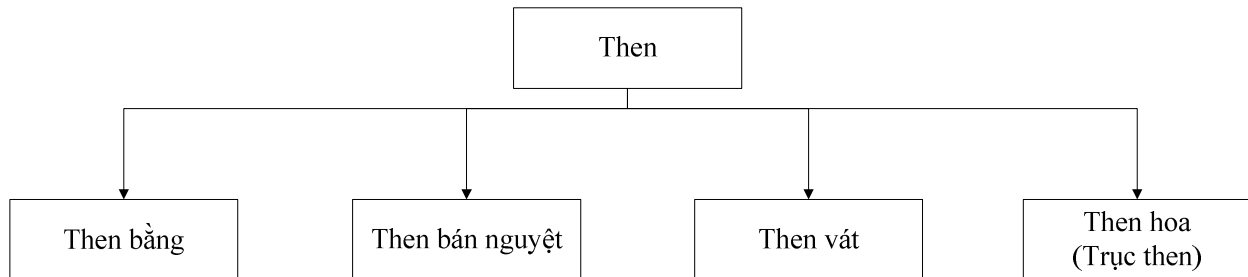 Then
Then bằng
Then bán nguyệt
Then vát
Then hoa
(Trục then)